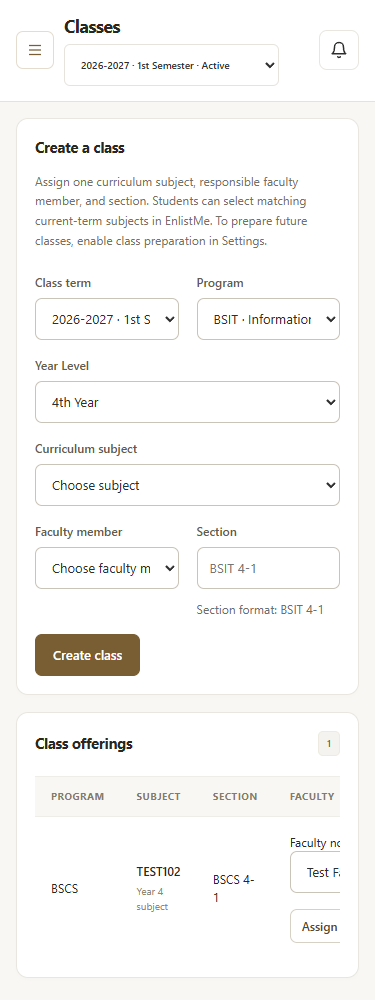 Classes
2026-2027 · 1st Semester · Active
Create a class
Assign one curriculum subject, responsible faculty
member, and section. Students can select matching
current-term subjects in EnlistMe. To prepare future
classes, enable class preparation in Settings.
Class term
Program
2026-2027 · 1st S
BSIT · Information
Year Level
4th Year
Curriculum subject
Choose subject
Faculty member
Section
Choose faculty m
BSIT 4-1
Section format: BSIT 4-1
Create class
Class offerings
1
PROGRAM SUBJECT SECTION FACULTY
BSCS
TEST102
Year 4
subject
BSCS 4-
1
Faculty no
Test Fa
Assign